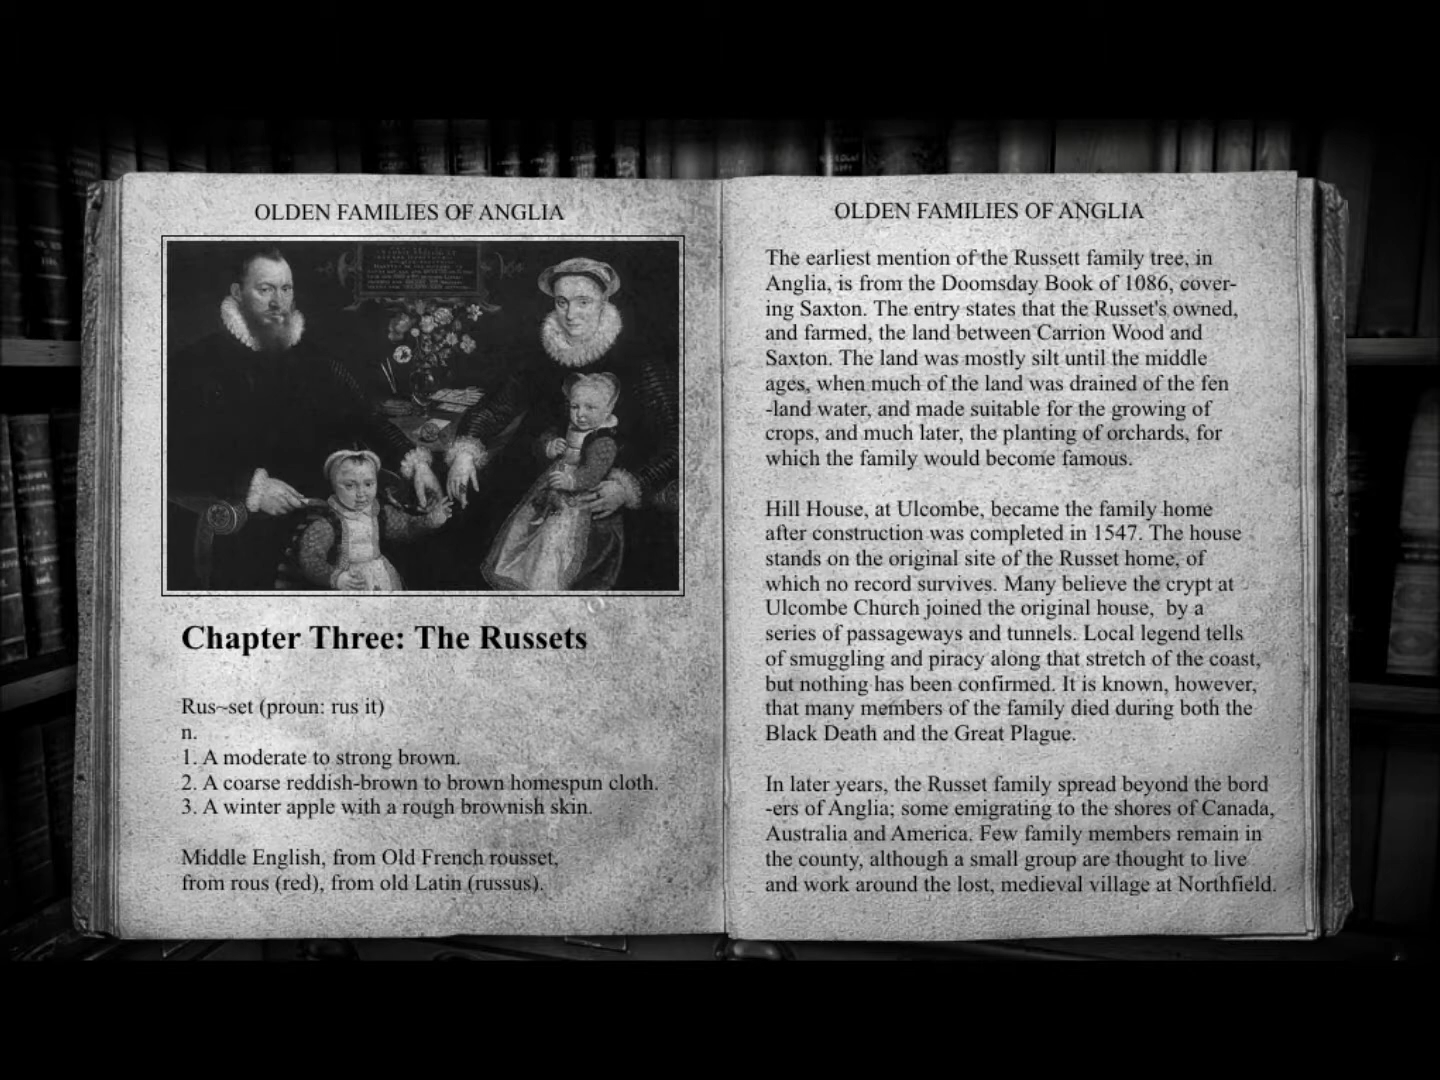 OLDEN FAMILIES OF ANGLIA
Chapter Three: The Russets
Rus~set (proun: rus it)
n.
1. A moderate to strong brown.
2. A coarse reddish-brown to brown homespun cloth.
3. A winter apple with a rough brownish skin.
Middle English, from Old French rousset,
from rous (red), from old Latin (russus).
OLDEN FAMILIES OF ANGLIA
The earliest mention of the Russett family tree, in
Anglia, is from the Doomsday Book of 1086, cover-
ing Saxton. The entry states that the Russet's owned,
and farmed, the land between Carrion Wood and
Saxton. The land was mostly silt until the middle
ages, when much of the land was drained of the fen
-land water, and made suitable for the growing of
crops, and much later, the planting of orchards, for
which the family would become famous.
Hill House, at Ulcombe, became the family home
after construction was completed in 1547. The house
stands on the original site of the Russet home, of
which no record survives. Many believe the crypt at
Ulcombe Church joined the original house,  by a
series of passageways and tunnels. Local legend tells
of smuggling and piracy along that stretch of the coast,
but nothing has been confirmed. It is known, however,
that many members of the family died during both the
Black Death and the Great Plague.
In later years, the Russet family spread beyond the bord
-ers of Anglia; some emigrating to the shores of Canada,
Australia and America. Few family members remain in
the county, although a small group are thought to live
and work around the lost, medieval village at Northfield.